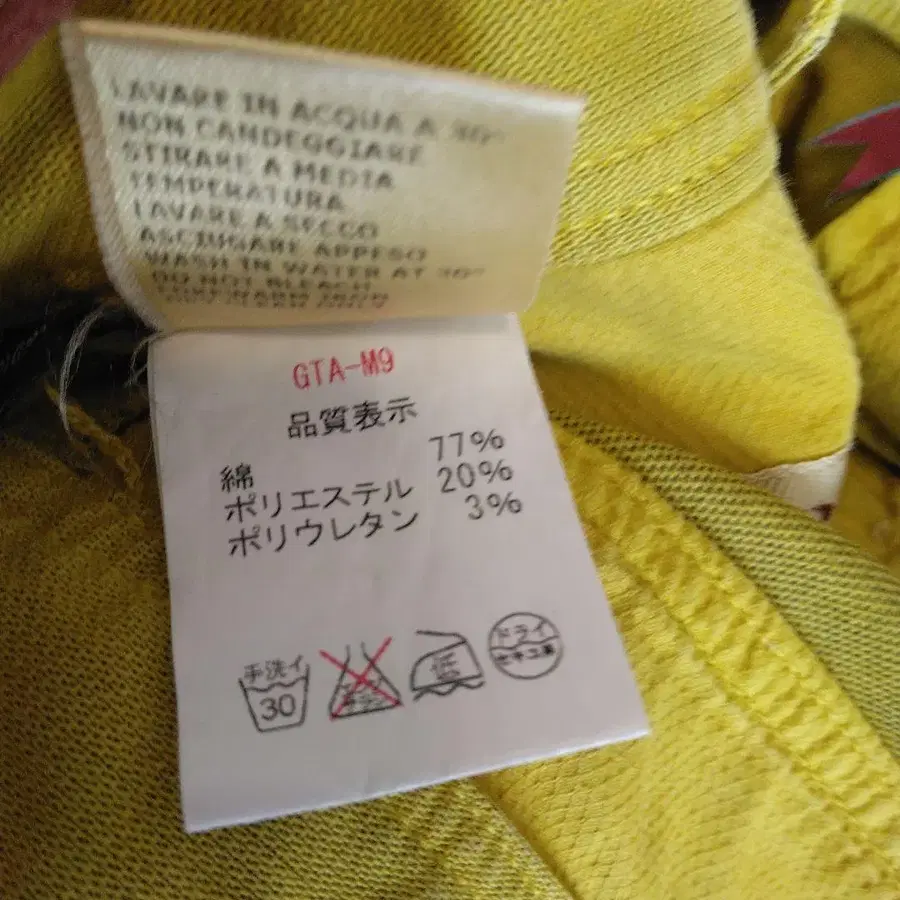 LAVARE IN ACQUA A 30°
NON CANDEGGIARE
STIRARE A MEDIA
TEMPERATURA
LAVARE A SECCO
ASCIUGARE APPESO
WASH IN WATER AT 30°
DO NOT BLEACH
GTA-M9
品質表示
綿 77%
ポリエステル 20%
ポリウレタン 3%
手洗イ
30
低
ドライ